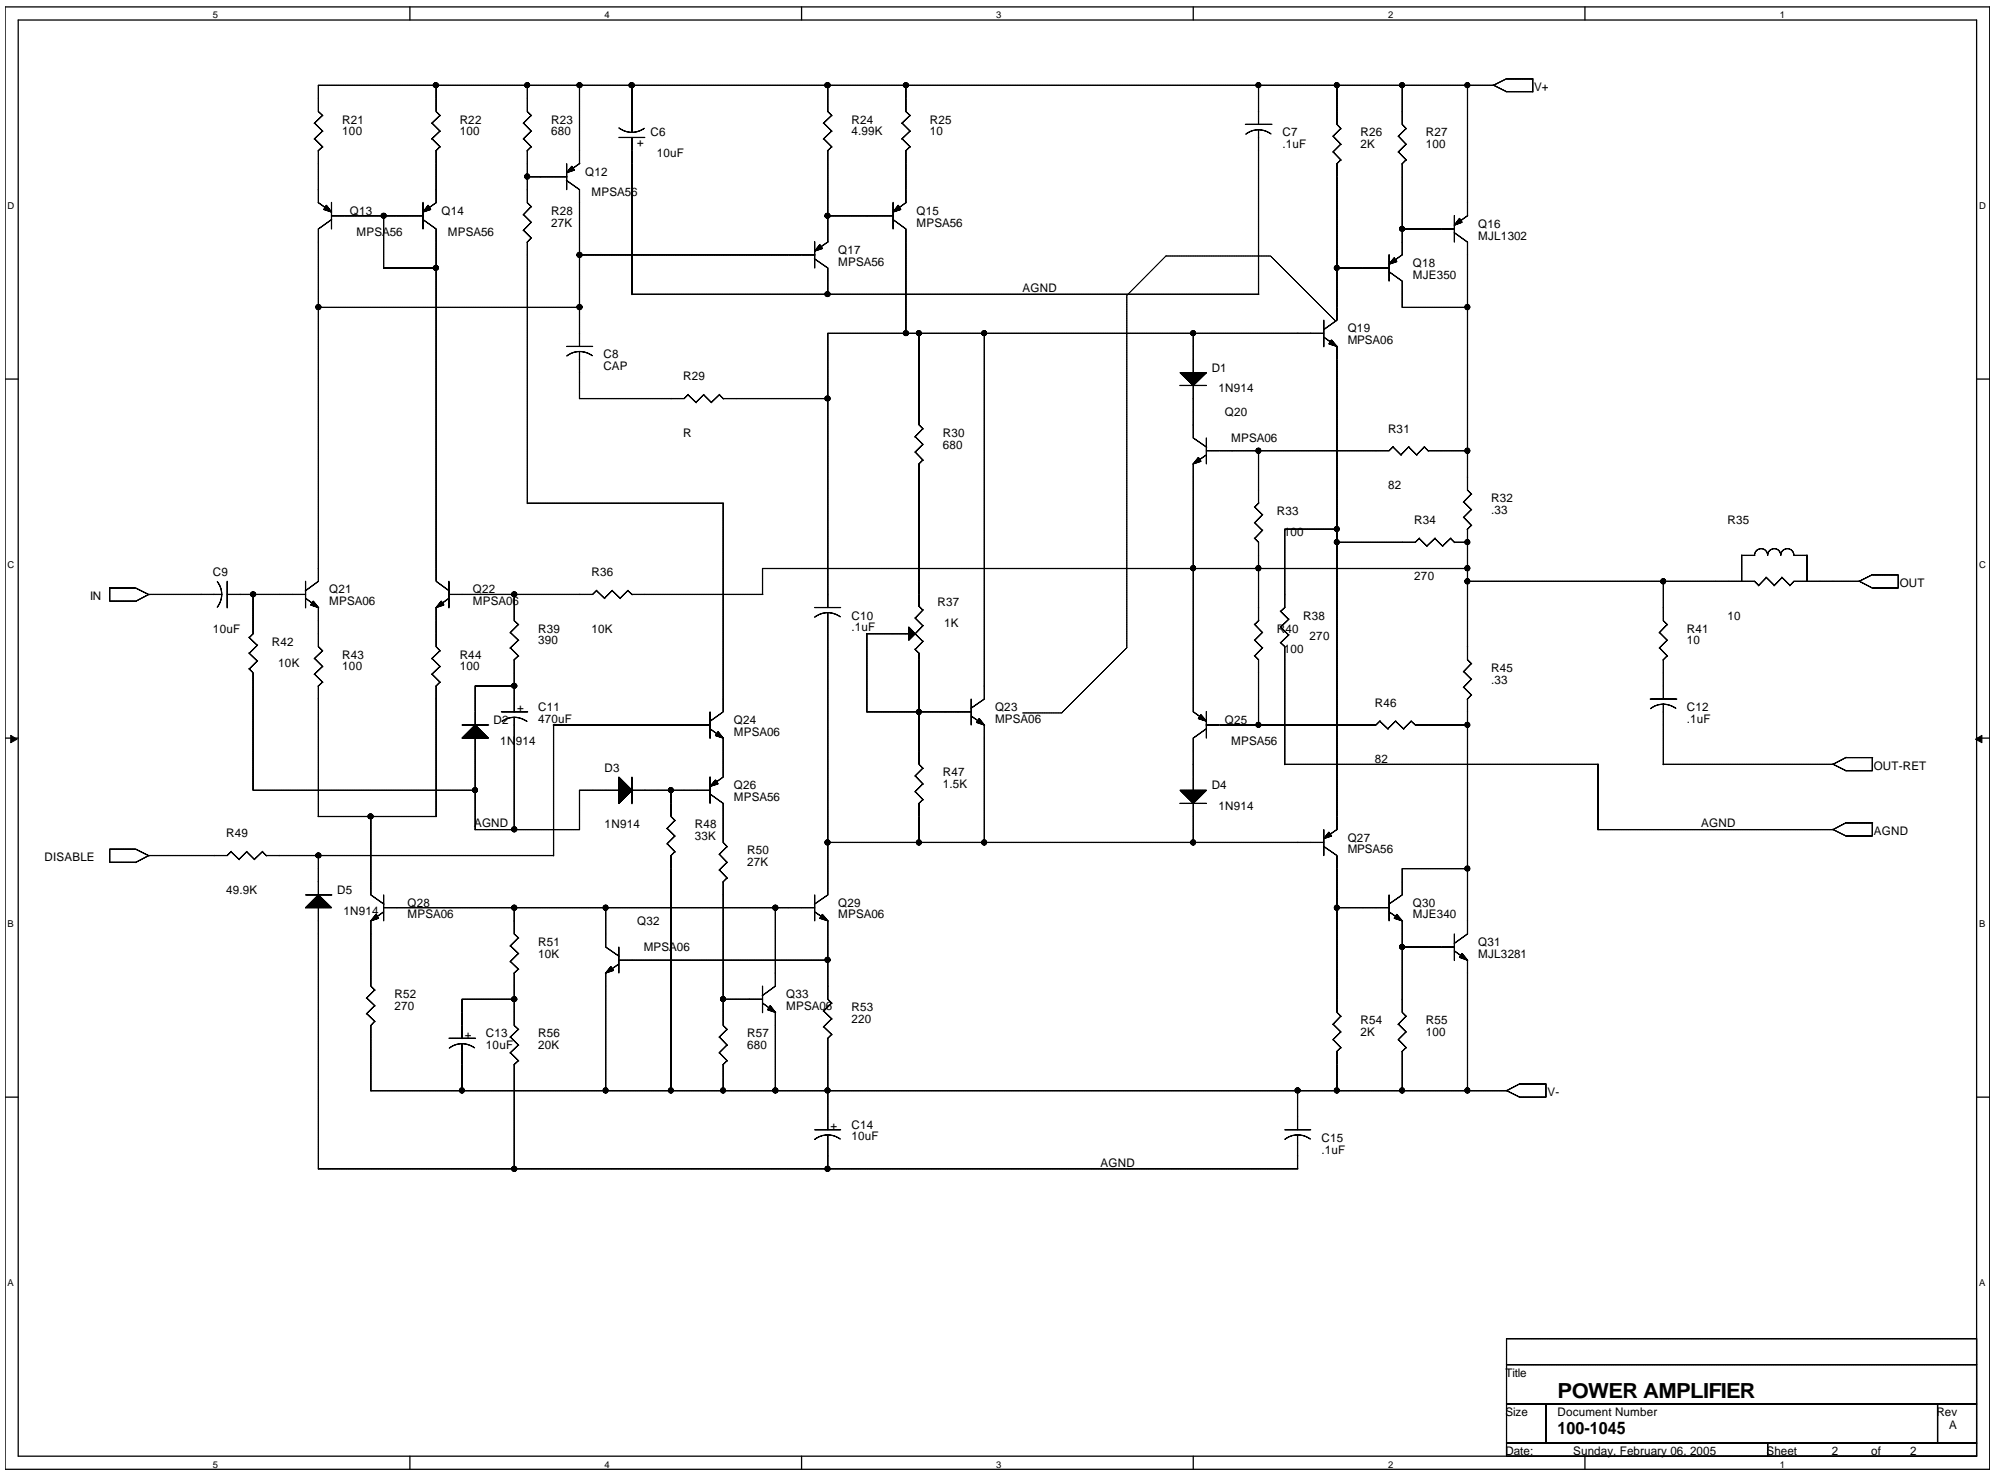 5 4 3 2 1
D
C
B
A
D
C
B
A
V+
R21
100
R22
100
R23
680
C6
+
10uF
R24
4.99K
R25
10
C7
.1uF
R26
2K
R27
100
Q12
MPSA56
Q13
MPSA56
Q14
MPSA56
R28
27K
Q15
MPSA56
Q16
MJL1302
Q17
MPSA56
Q18
MJE350
AGND
Q19
MPSA06
C8
CAP
R29
R
D1
1N914
Q20
MPSA06
R30
680
R31
82
R32
.33
R33
100
R34
270
R35
10
IN
C9
10uF
Q21
MPSA06
Q22
MPSA06
R36
10K
OUT
C10
.1uF
R37
1K
R38
270
R40
100
R39
390
R41
10
R42
10K
R43
100
R44
100
R45
.33
D2
1N914
C11
+
470uF
Q24
MPSA06
Q23
MPSA06
Q25
MPSA56
R46
82
C12
.1uF
OUT-RET
D3
1N914
Q26
MPSA56
R47
1.5K
D4
1N914
AGND
R48
33K
R49
49.9K
DISABLE
R50
27K
Q27
MPSA56
AGND
AGND
D5
1N914
Q28
MPSA06
Q32
MPSA06
Q29
MPSA06
Q30
MJE340
R51
10K
Q31
MJL3281
R52
270
Q33
MPSA06
R53
220
C13
+
10uF
R56
20K
R57
680
R54
2K
R55
100
V-
C14
+
10uF
C15
.1uF
AGND
Title
POWER AMPLIFIER
Size
Document Number
Rev
100-1045
A
Date:
Sunday, February 06, 2005
Sheet
2 of 2
5 4 3 2 1